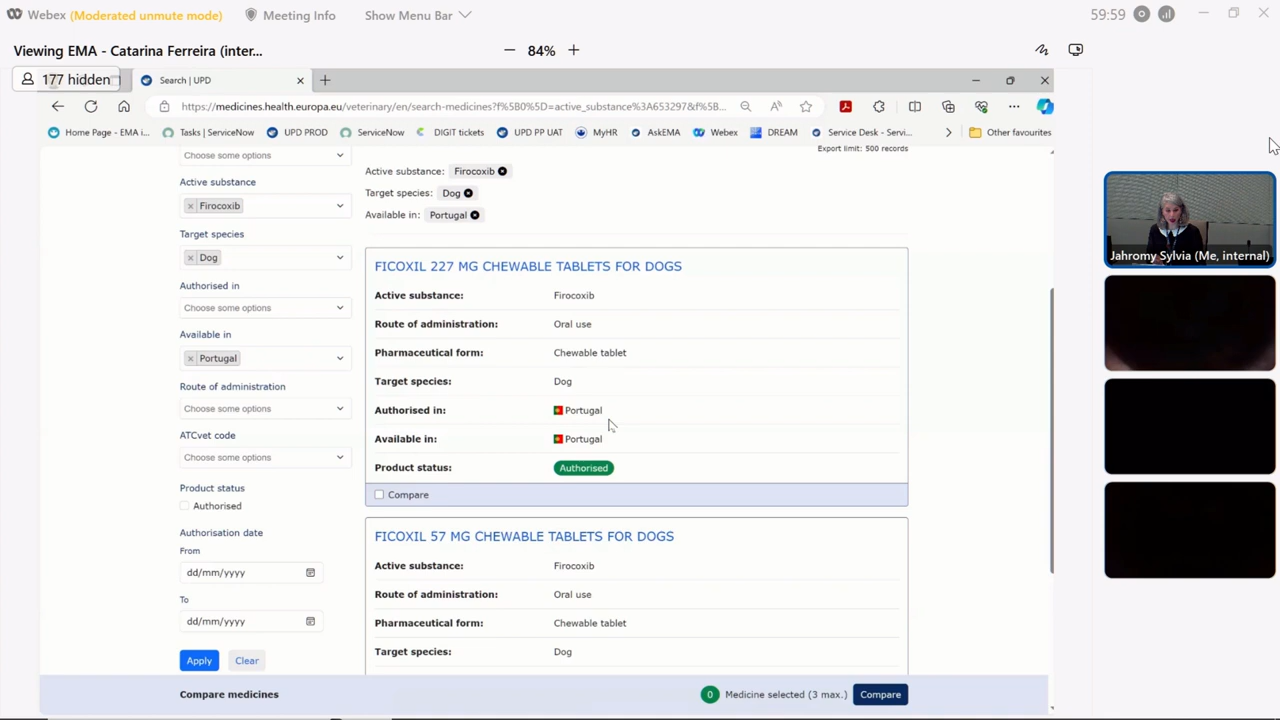 Webex (Moderated unmute mode) Meeting Info Show Menu Bar 59:59
Viewing EMA - Catarina Ferreira (inter... 84%
177 hidden
Search | UPD
https://medicines.health.europa.eu/veterinary/en/search-medicines?f%5B0%5D=active_substance%3A653297&f%5B...
Home Page - EMA i... Tasks | ServiceNow UPD PROD ServiceNow DIGIT tickets UPD PP UAT MyHR AskEMA Webex DREAM Service Desk - Servi... Other favourites
Export limit: 500 records
Choose some options
Active substance
× Firocoxib
Target species
× Dog
Authorised in
Choose some options
Available in
× Portugal
Route of administration
Choose some options
ATCvet code
Choose some options
Product status
Authorised
Authorisation date
From
dd/mm/yyyy
To
dd/mm/yyyy
Apply Clear
Active substance: Firocoxib
Target species: Dog
Available in: Portugal
FICOXIL 227 MG CHEWABLE TABLETS FOR DOGS
Active substance: Firocoxib
Route of administration: Oral use
Pharmaceutical form: Chewable tablet
Target species: Dog
Authorised in: Portugal
Available in: Portugal
Product status: Authorised
Compare
FICOXIL 57 MG CHEWABLE TABLETS FOR DOGS
Active substance: Firocoxib
Route of administration: Oral use
Pharmaceutical form: Chewable tablet
Target species: Dog
Compare medicines 0 Medicine selected (3 max.) Compare
Jahromy Sylvia (Me, internal)